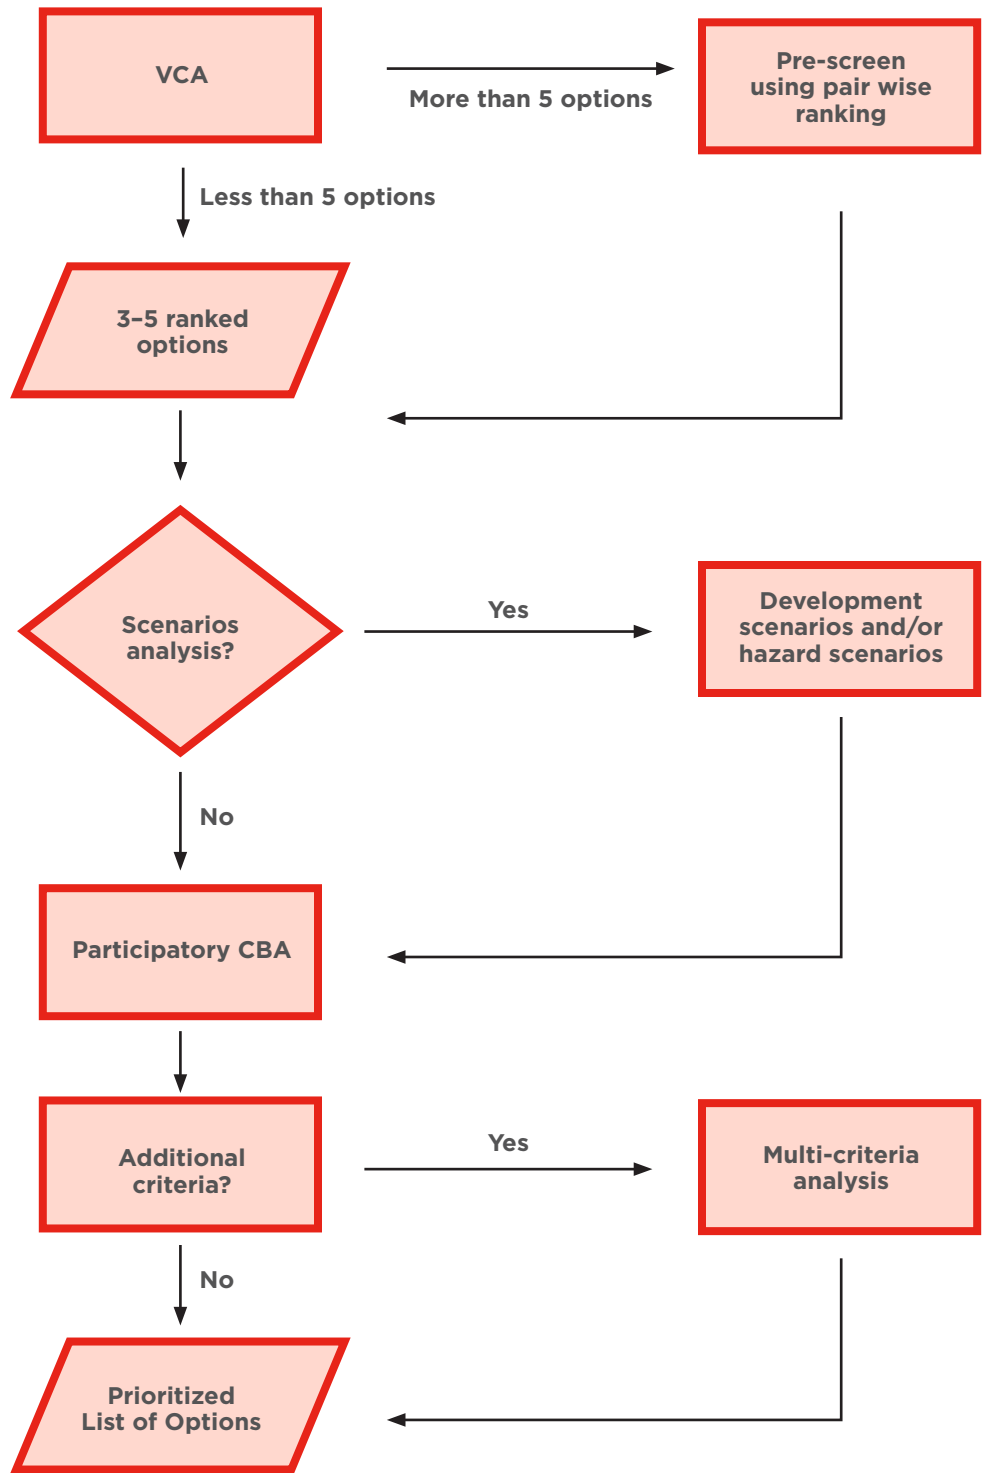 VCA
More than 5 options
Pre-screen
using pair wise
ranking
Less than 5 options
3–5 ranked
options
Scenarios
analysis?
Yes
Development
scenarios and/or
hazard scenarios
No
Participatory CBA
Additional
criteria?
Yes
Multi-criteria
analysis
No
Prioritized
List of Options